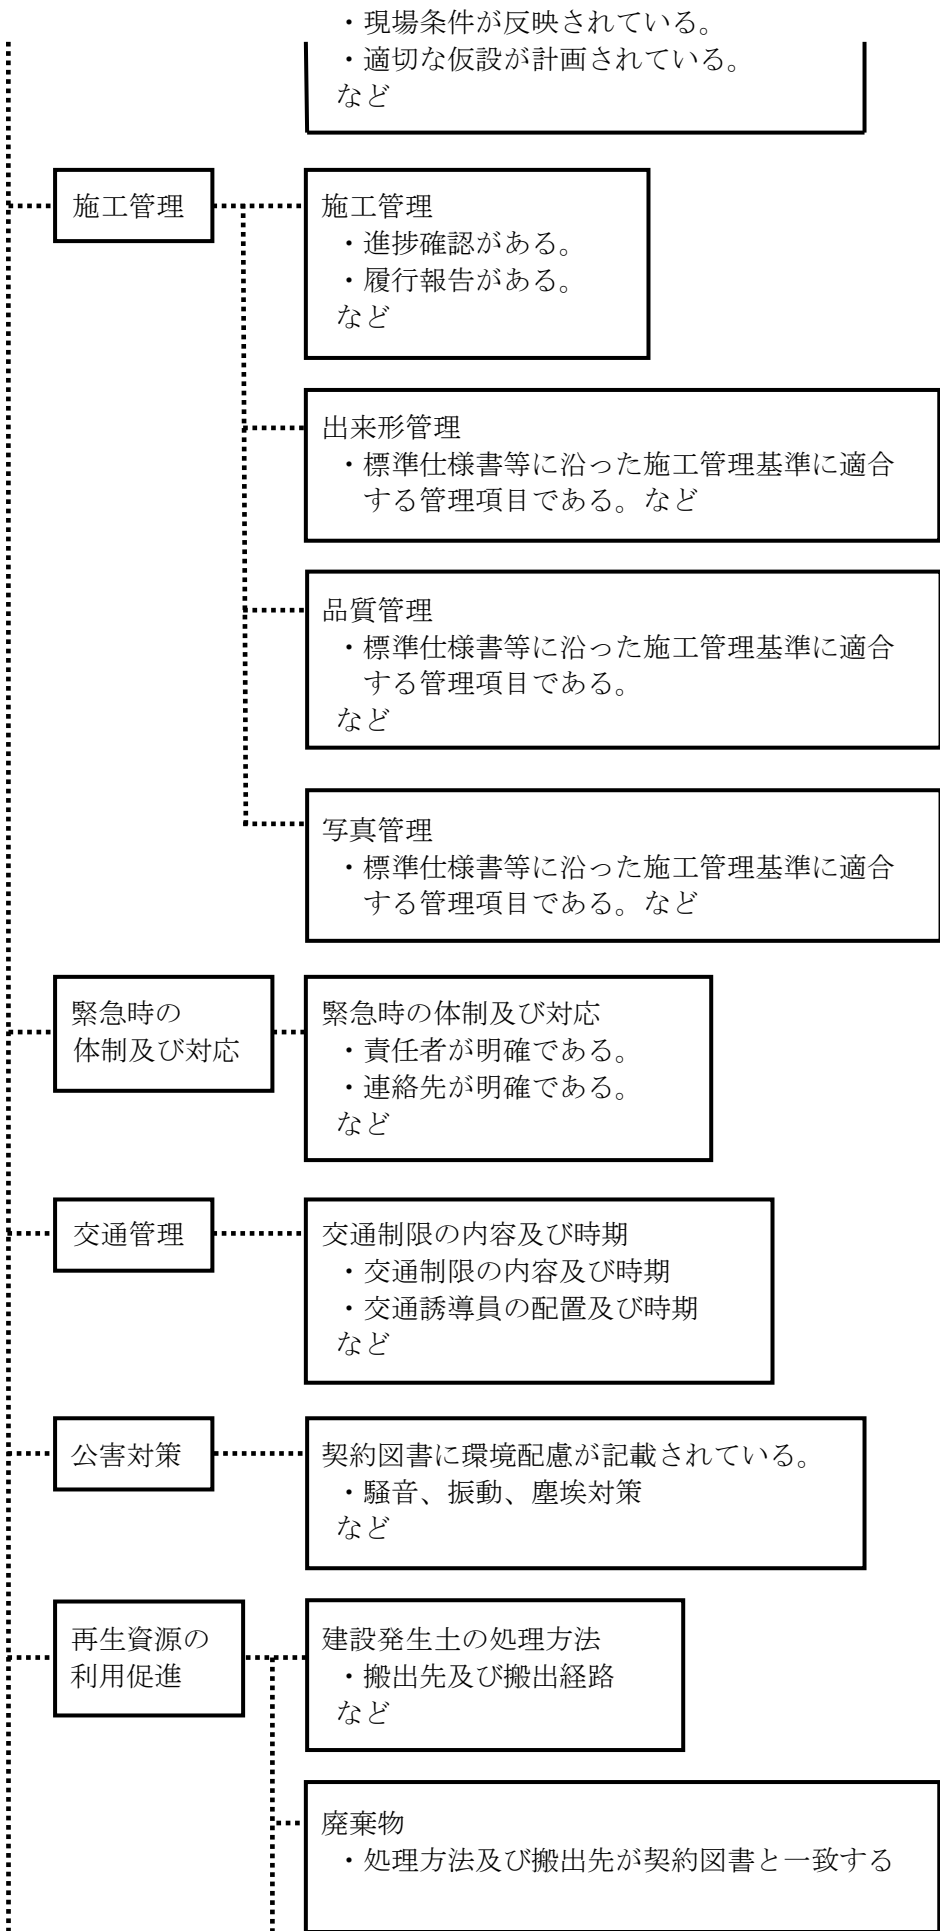 ・現場条件が反映されている。
・適切な仮設が計画されている。
など
施工管理
施工管理
・進捗確認がある。
・履行報告がある。
など
出来形管理
・標準仕様書等に沿った施工管理基準に適合
する管理項目である。など
品質管理
・標準仕様書等に沿った施工管理基準に適合
する管理項目である。
など
写真管理
・標準仕様書等に沿った施工管理基準に適合
する管理項目である。など
緊急時の
体制及び対応
緊急時の体制及び対応
・責任者が明確である。
・連絡先が明確である。
など
交通管理
交通制限の内容及び時期
・交通制限の内容及び時期
・交通誘導員の配置及び時期
など
公害対策
契約図書に環境配慮が記載されている。
・騒音、振動、塵埃対策
など
再生資源の
利用促進
建設発生土の処理方法
・搬出先及び搬出経路
など
廃棄物
・処理方法及び搬出先が契約図書と一致する